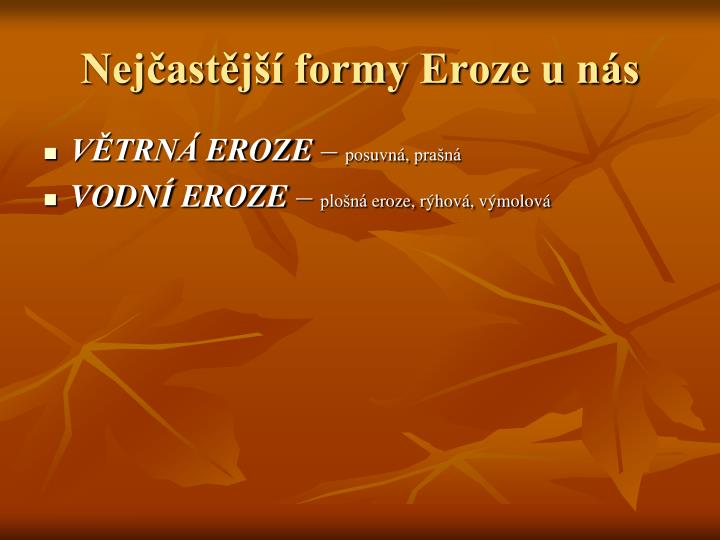 Nejčastější formy Eroze u nás
VĚTRNÁ EROZE – posuvná, prašná
VODNÍ EROZE – plošná eroze, rýhová, výmolová